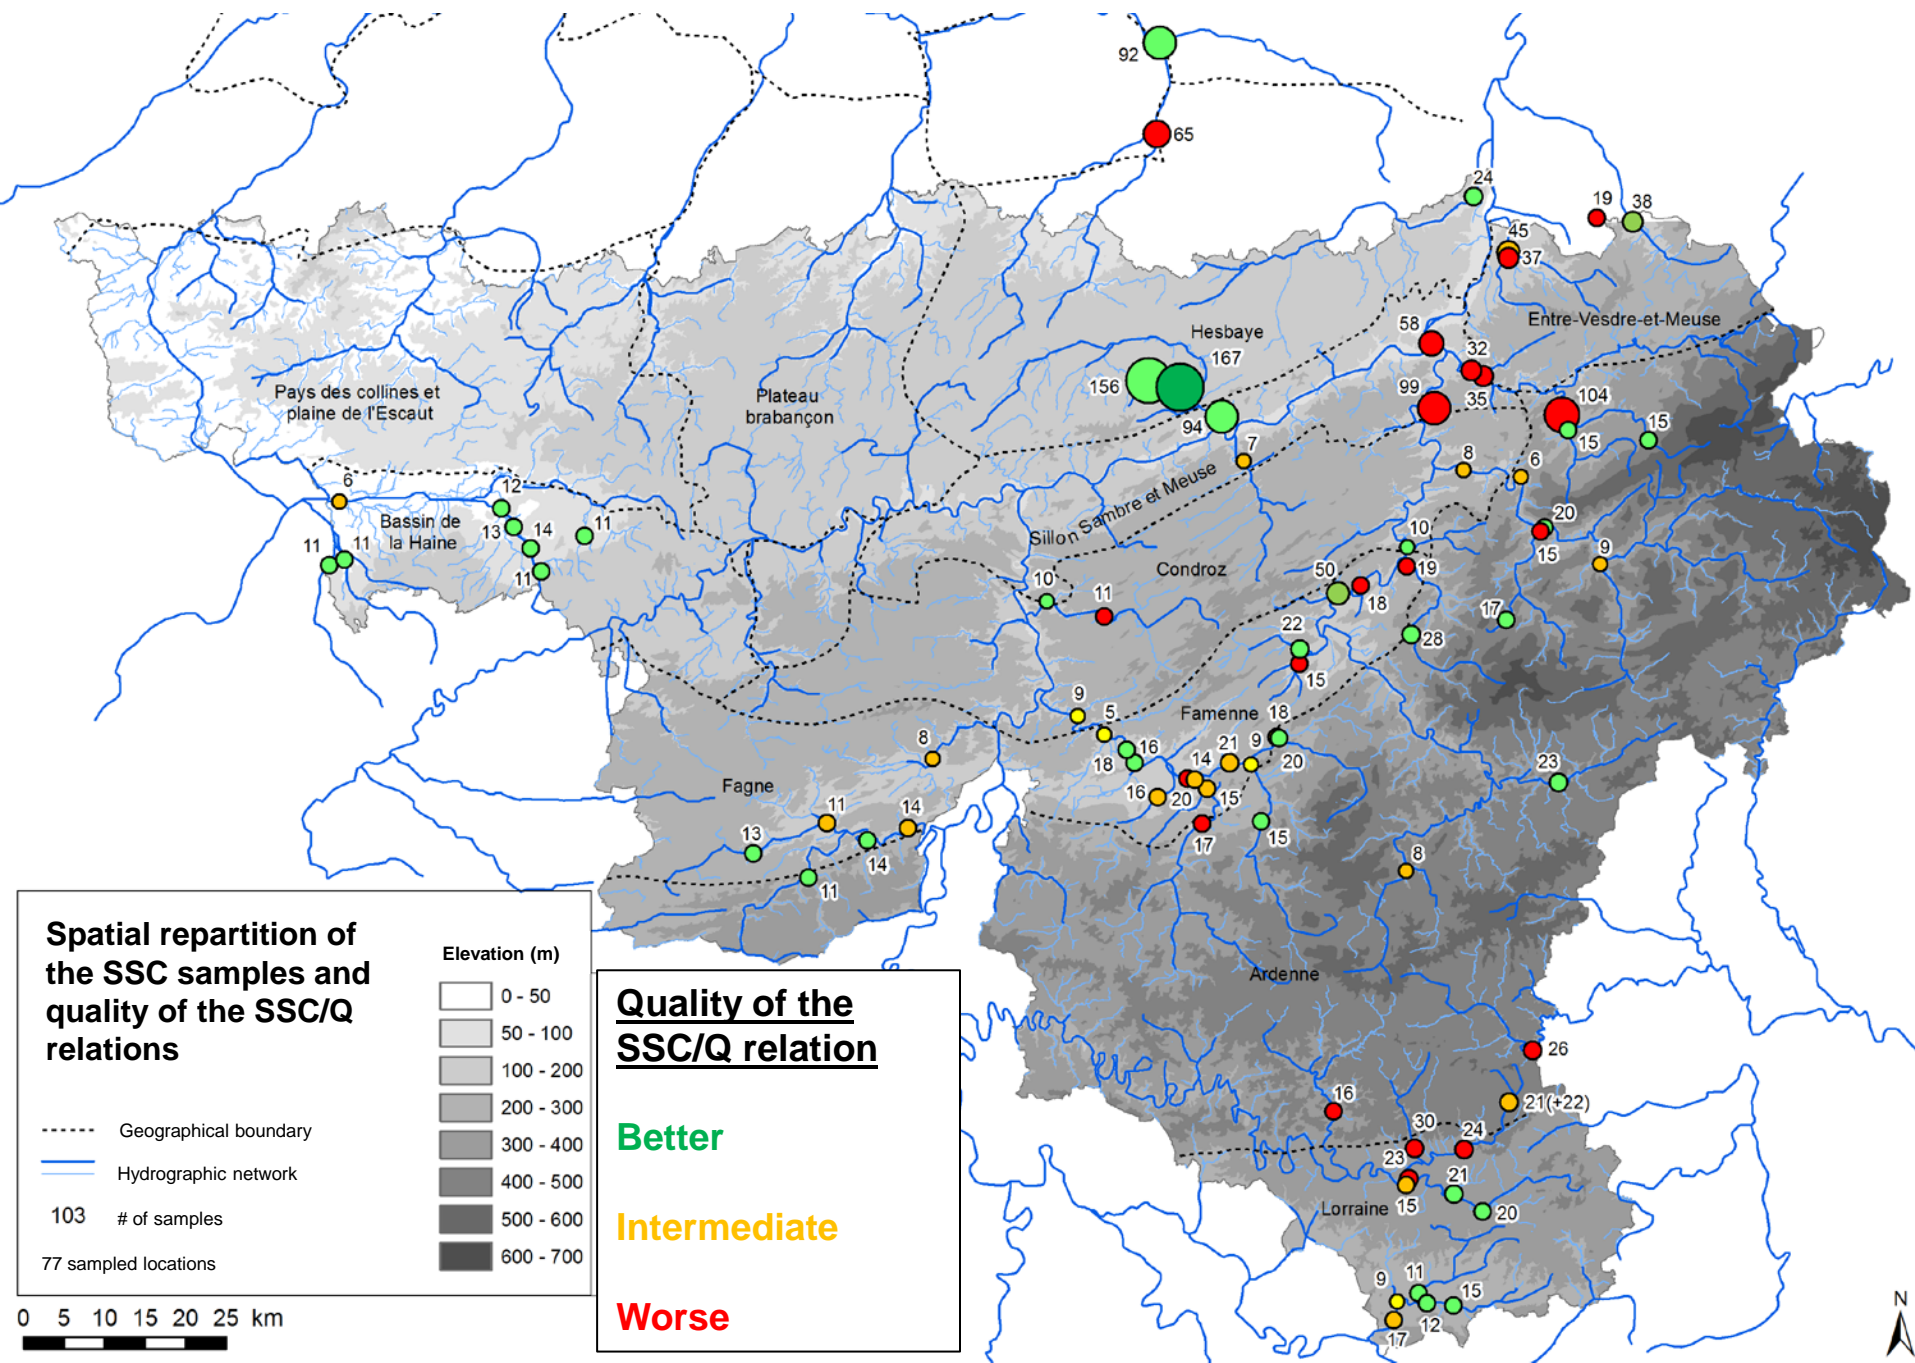 92
65
24
19
38
45
37
Hesbaye
Entre-Vesdre-et-Meuse
58
167
32
156
99
35
104
Pays des collines et
plaine de l'Escaut
Plateau
brabançon
94
15
15
7
8
6
6
12
Sillon Sambre et Meuse
Bassin de
la Haine
13
14
11
20
10
15
11
11
11
9
Condroz
50
19
10
11
18
17
22
28
15
9
5
Famenne
18
8
16
14
21
9
18
20
23
Fagne
16
20
15
11
14
13
17
15
14
8
11
Spatial repartition of
the SSC samples and
quality of the SSC/Q
relations
Elevation (m)
0 - 50
50 - 100
100 - 200
200 - 300
300 - 400
400 - 500
500 - 600
600 - 700
Geographical boundary
Hydrographic network
103
# of samples
77 sampled locations
0 5 10 15 20 25 km
Quality of the
SSC/Q relation
Better
Intermediate
Worse
Ardenne
26
16
21(+22)
30
24
23
21
15
Lorraine
20
9
11
15
12
17
N